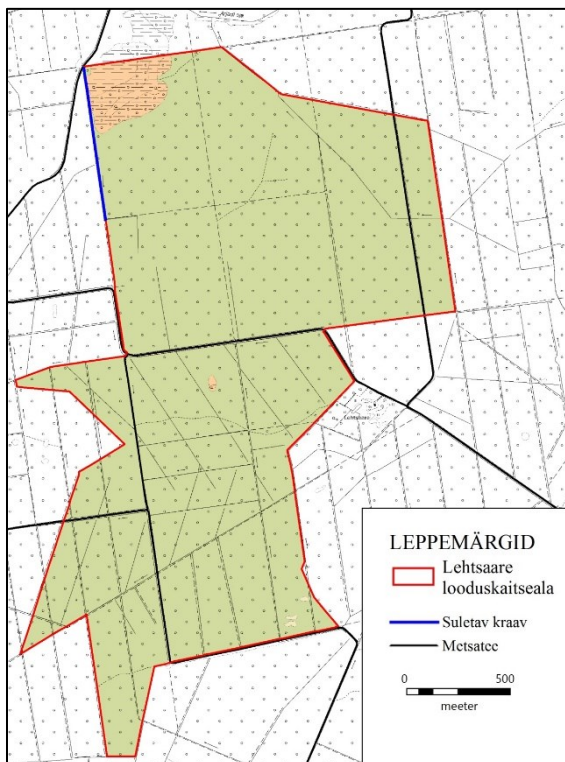 LEPPEMÄRGID
Lehtsaare
looduskaitseala
Suletav kraav
Metsatee
0 500
meeter